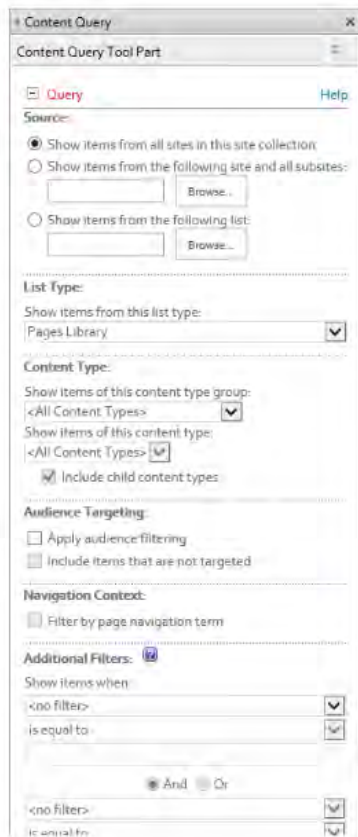 Content Query
Content Query Tool Part
Query Help
Source:
Show items from all sites in this site collection
Show items from the following site and all subsites:
Browse...
Show items from the following list:
Browse...
List Type:
Show items from this list type:
Pages Library
Content Type:
Show items of this content type group:
<All Content Types>
Show items of this content type:
<All Content Types>
Include child content types
Audience Targeting:
Apply audience filtering
Include items that are not targeted
Navigation Context:
Filter by page navigation term
Additional Filters:
Show items when:
<no filter>
is equal to
And Or
<no filter>
is equal to